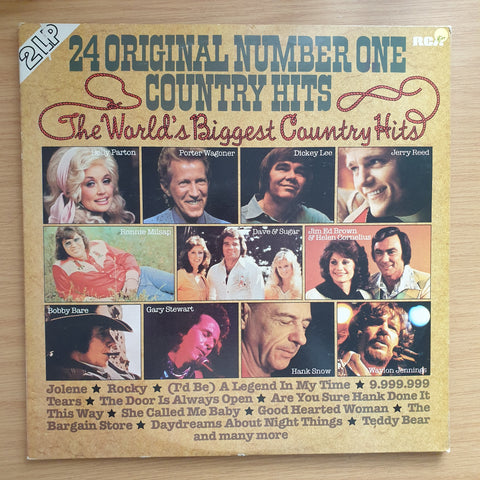 2LP
24 ORIGINAL NUMBER ONE
COUNTRY HITS
RCA
The World's Biggest Country Hits
Dolly Parton
Porter Wagoner
Dickey Lee
Jerry Reed
Ronnie Milsap
Dave & Sugar
Jim Ed Brown
& Helen Cornelius
Bobby Bare
Gary Stewart
Hank Snow
Waylon Jennings
Jolene ★ Rocky ★ (I'd Be) A Legend In My Time ★ 9.999.999
Tears ★ The Door Is Always Open ★ Are You Sure Hank Done It
This Way ★ She Called Me Baby ★ Good Hearted Woman ★ The
Bargain Store ★ Daydreams About Night Things ★ Teddy Bear
and many more